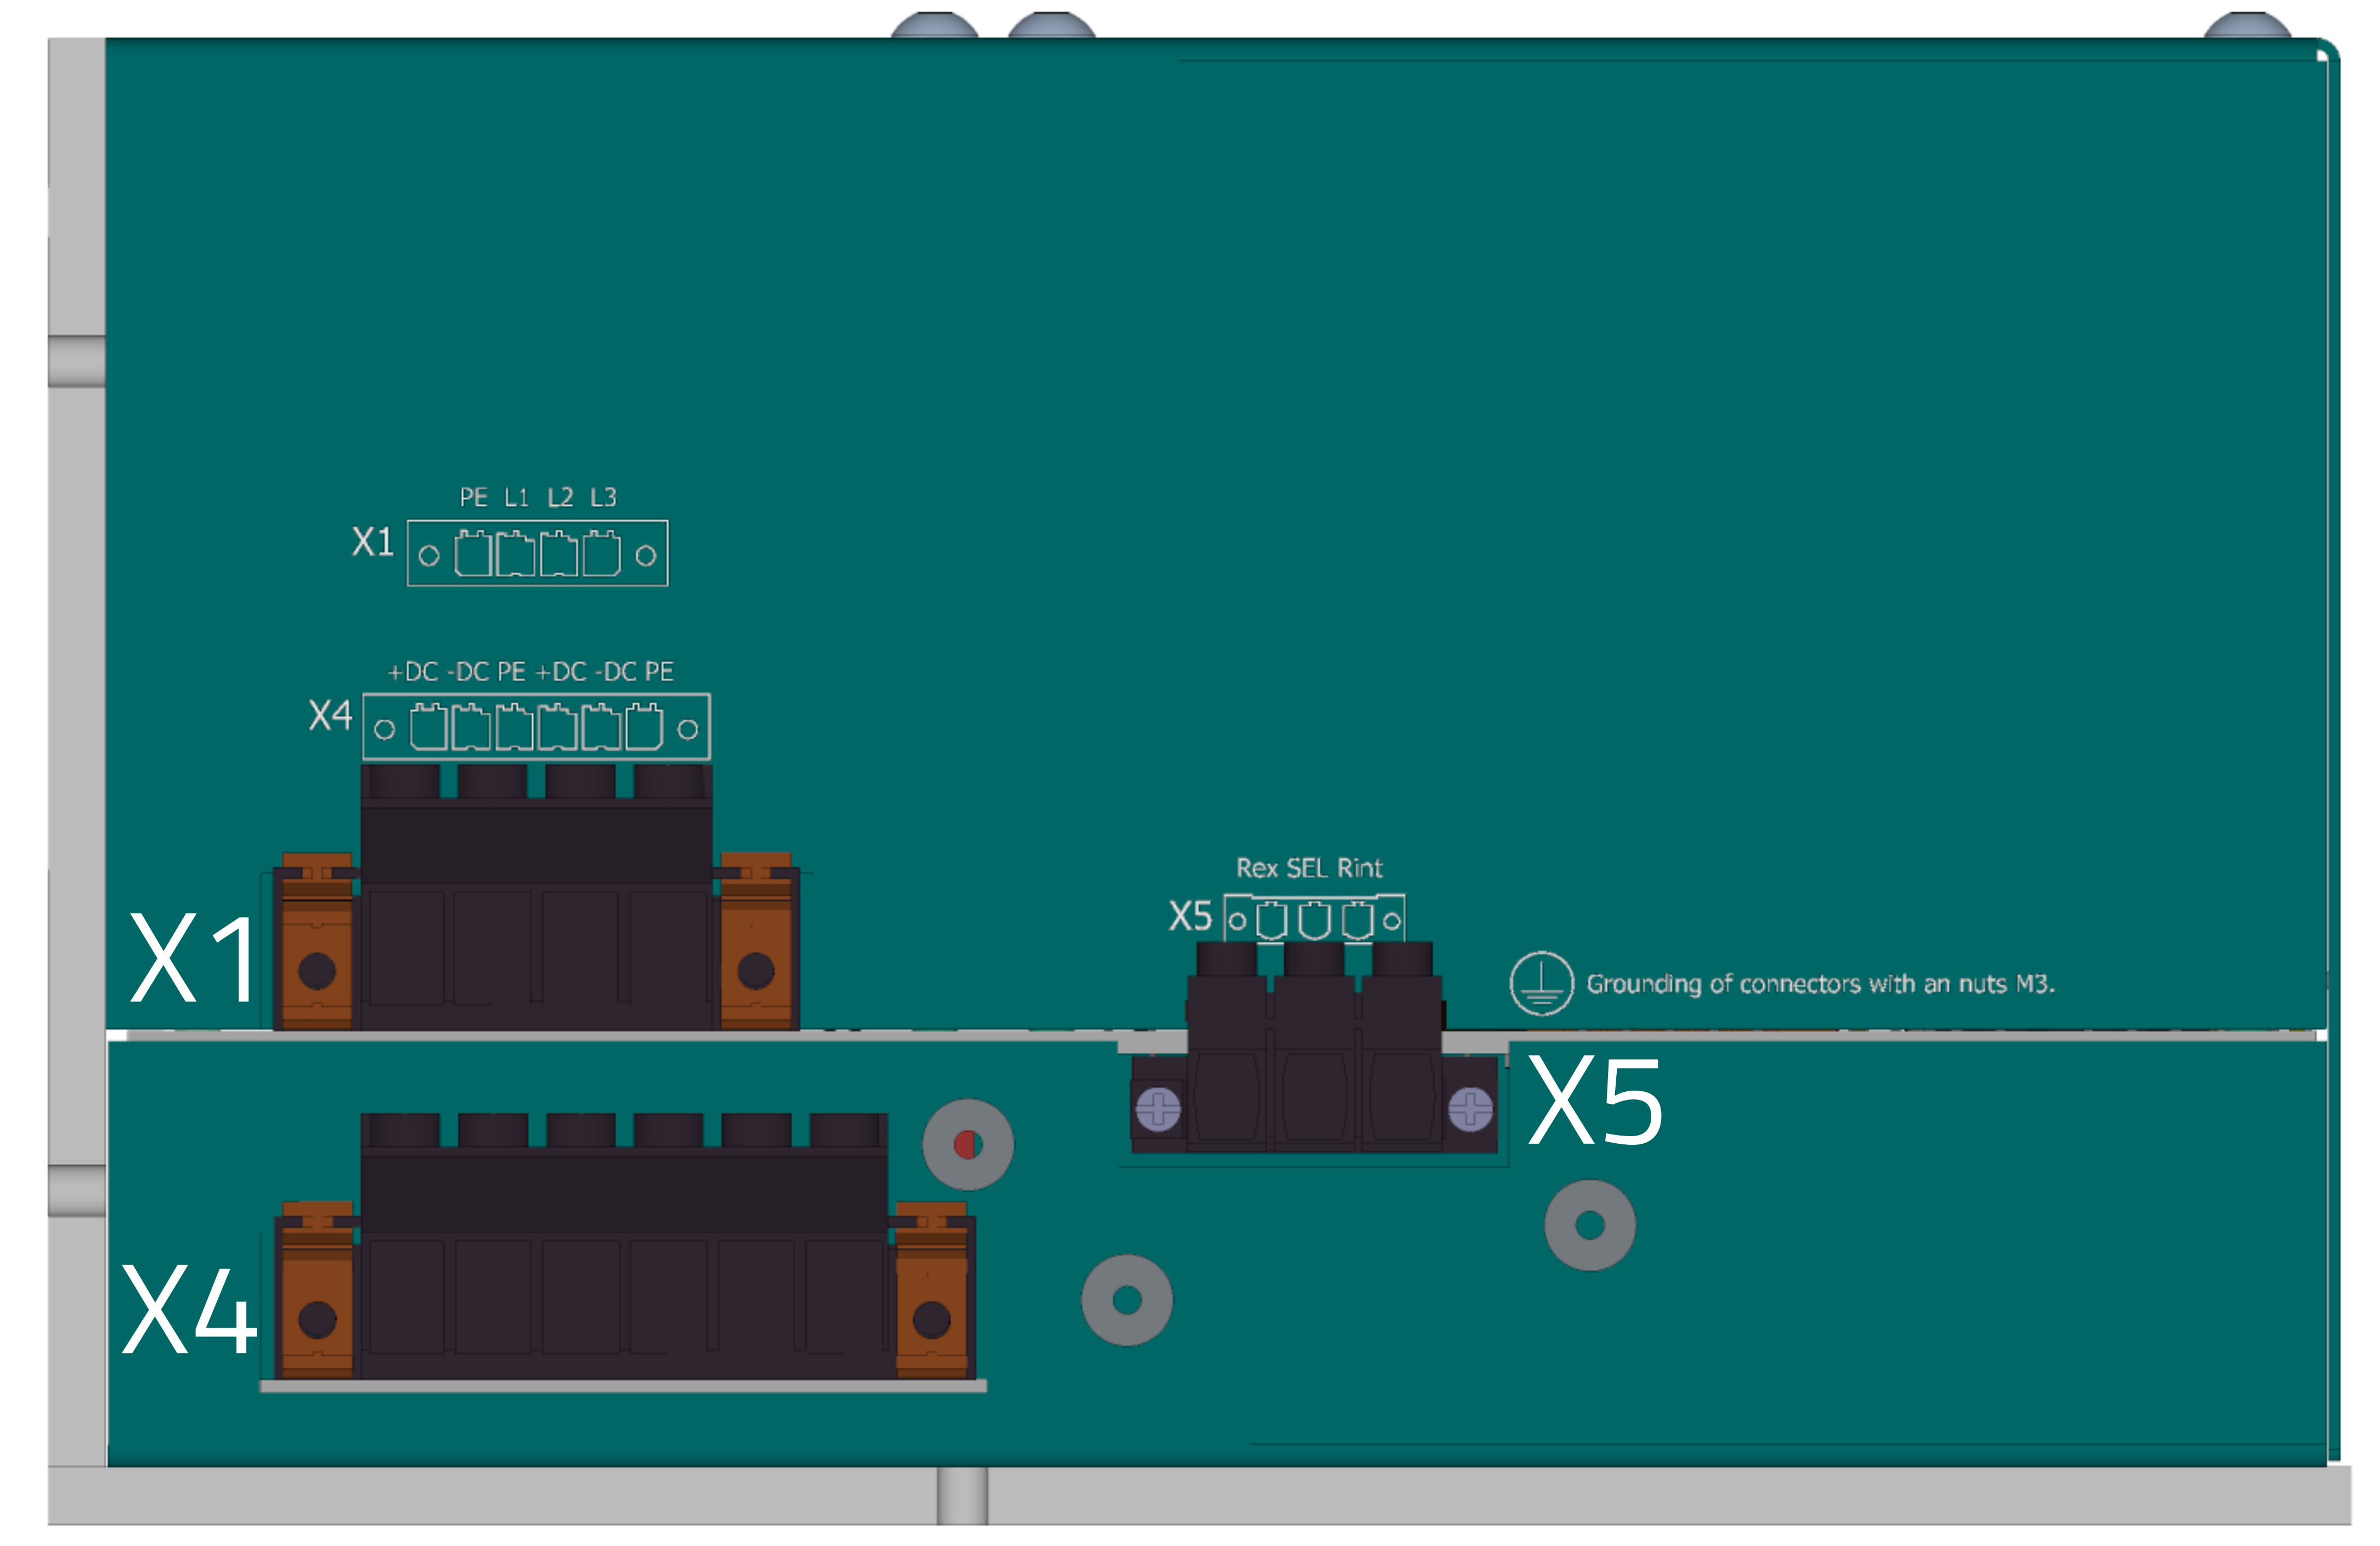 PE L1 L2 L3
X1
+DC -DC PE +DC -DC PE
X4
Rex SEL Rint
X5
X1
Grounding of connectors with an nuts M3.
X5
X4